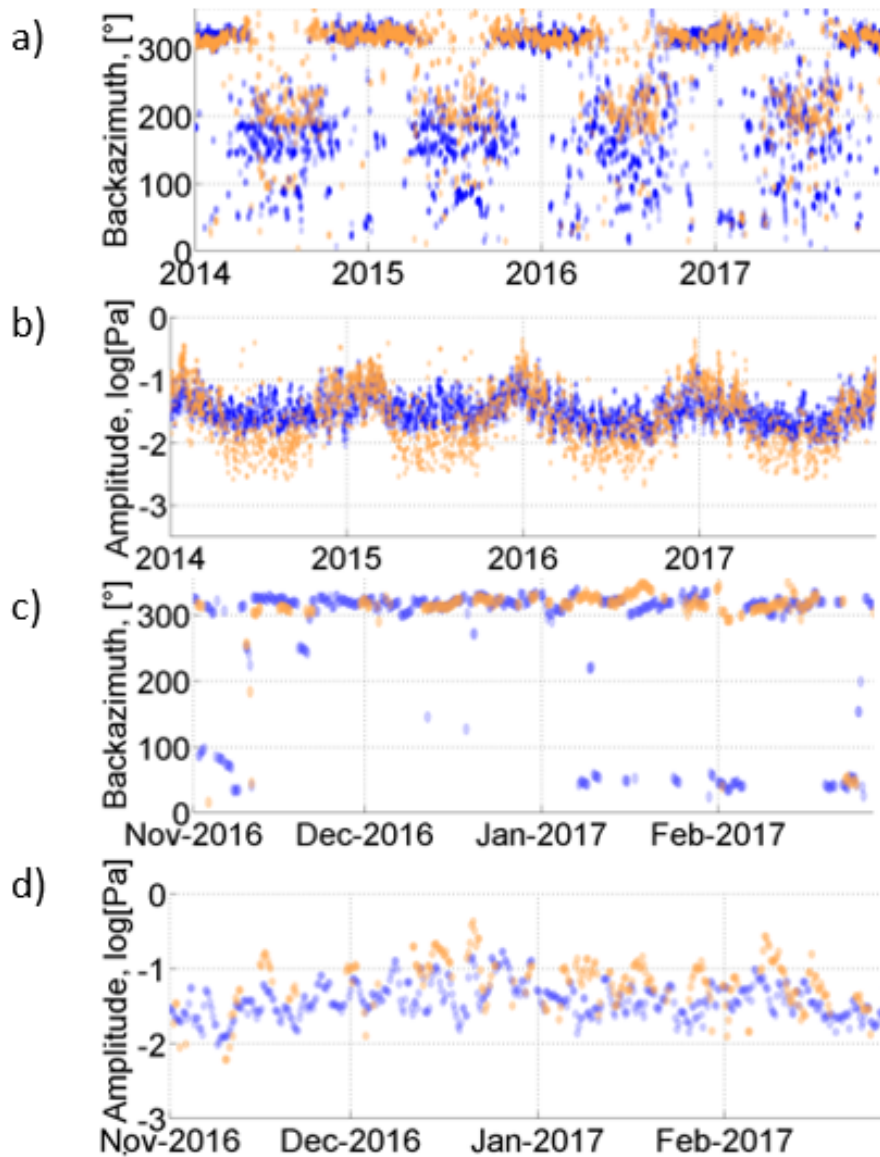 a)
Backazimuth, [°]
300
200
100
0
2014 2015 2016 2017
b)
Amplitude, log[Pa]
0
-1
-2
-3
2014 2015 2016 2017
c)
Backazimuth, [°]
300
200
100
0
Nov-2016 Dec-2016 Jan-2017 Feb-2017
d)
Amplitude, log[Pa]
0
-1
-2
-3
Nov-2016 Dec-2016 Jan-2017 Feb-2017